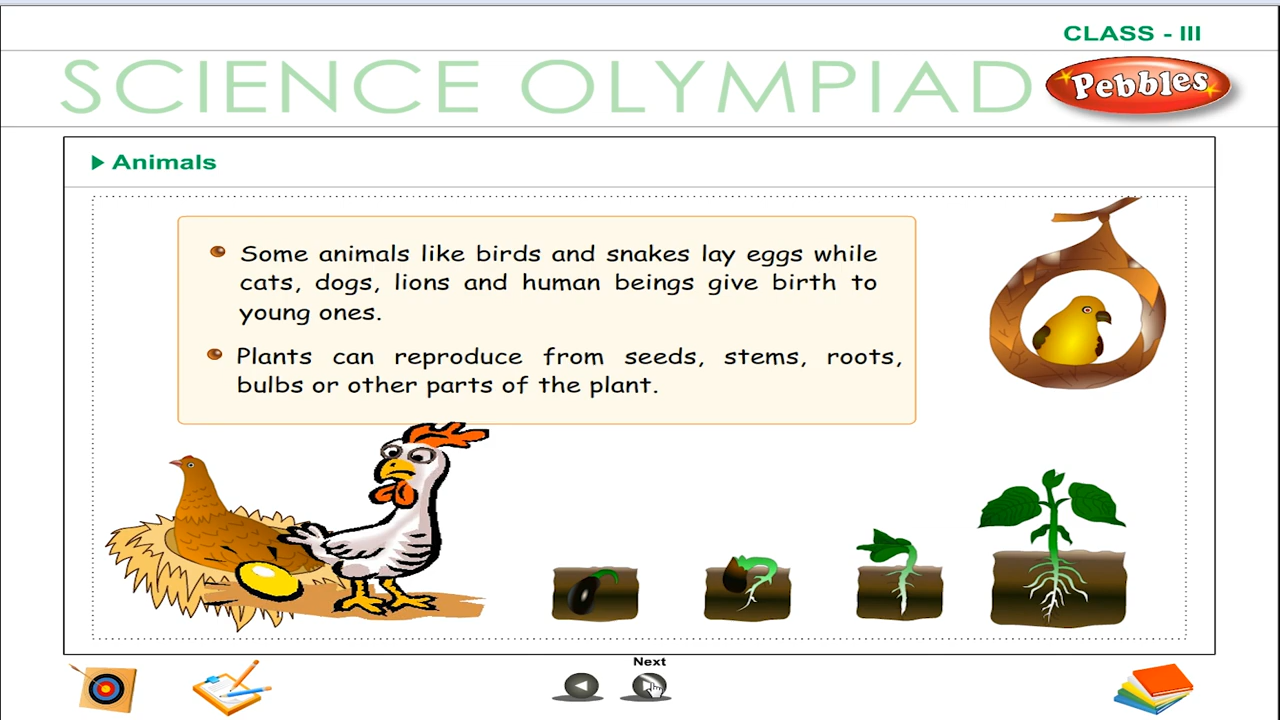 CLASS - III
SCIENCE OLYMPIAD
Pebbles
Animals
Some animals like birds and snakes lay eggs while
cats, dogs, lions and human beings give birth to
young ones.
Plants can reproduce from seeds, stems, roots,
bulbs or other parts of the plant.
Next